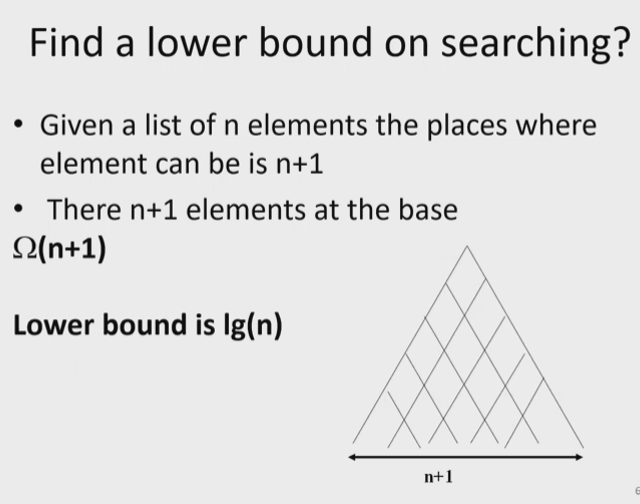 Find a lower bound on searching?
• Given a list of n elements the places where
element can be is n+1
• There n+1 elements at the base
Ω(n+1)
Lower bound is lg(n)
n+1
6